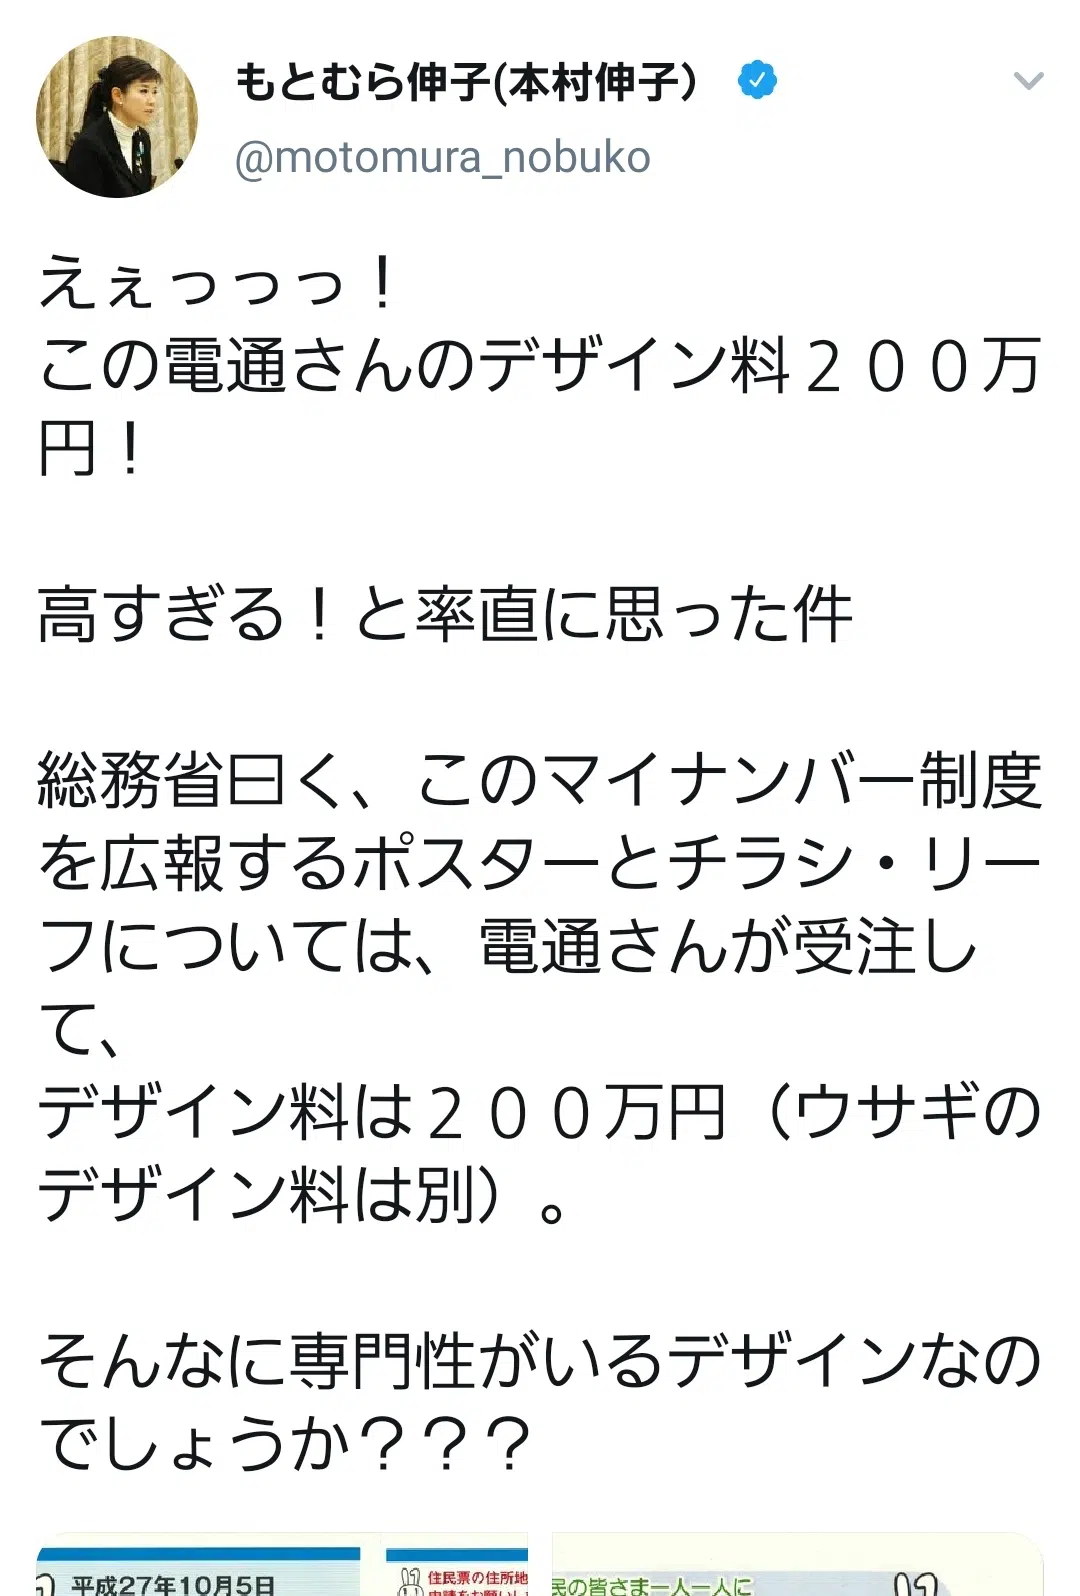 もとむら伸子(本村伸子）
@motomura_nobuko
えぇっっっ！
この電通さんのデザイン料２００万
円！
高すぎる！と率直に思った件
総務省曰く、このマイナンバー制度
を広報するポスターとチラシ・リー
フについては、電通さんが受注し
て、
デザイン料は２００万円（ウサギの
デザイン料は別）。
そんなに専門性がいるデザインなの
でしょうか？？？
平成27年10月5日
住民票の住所地
民の皆さま一人一人に